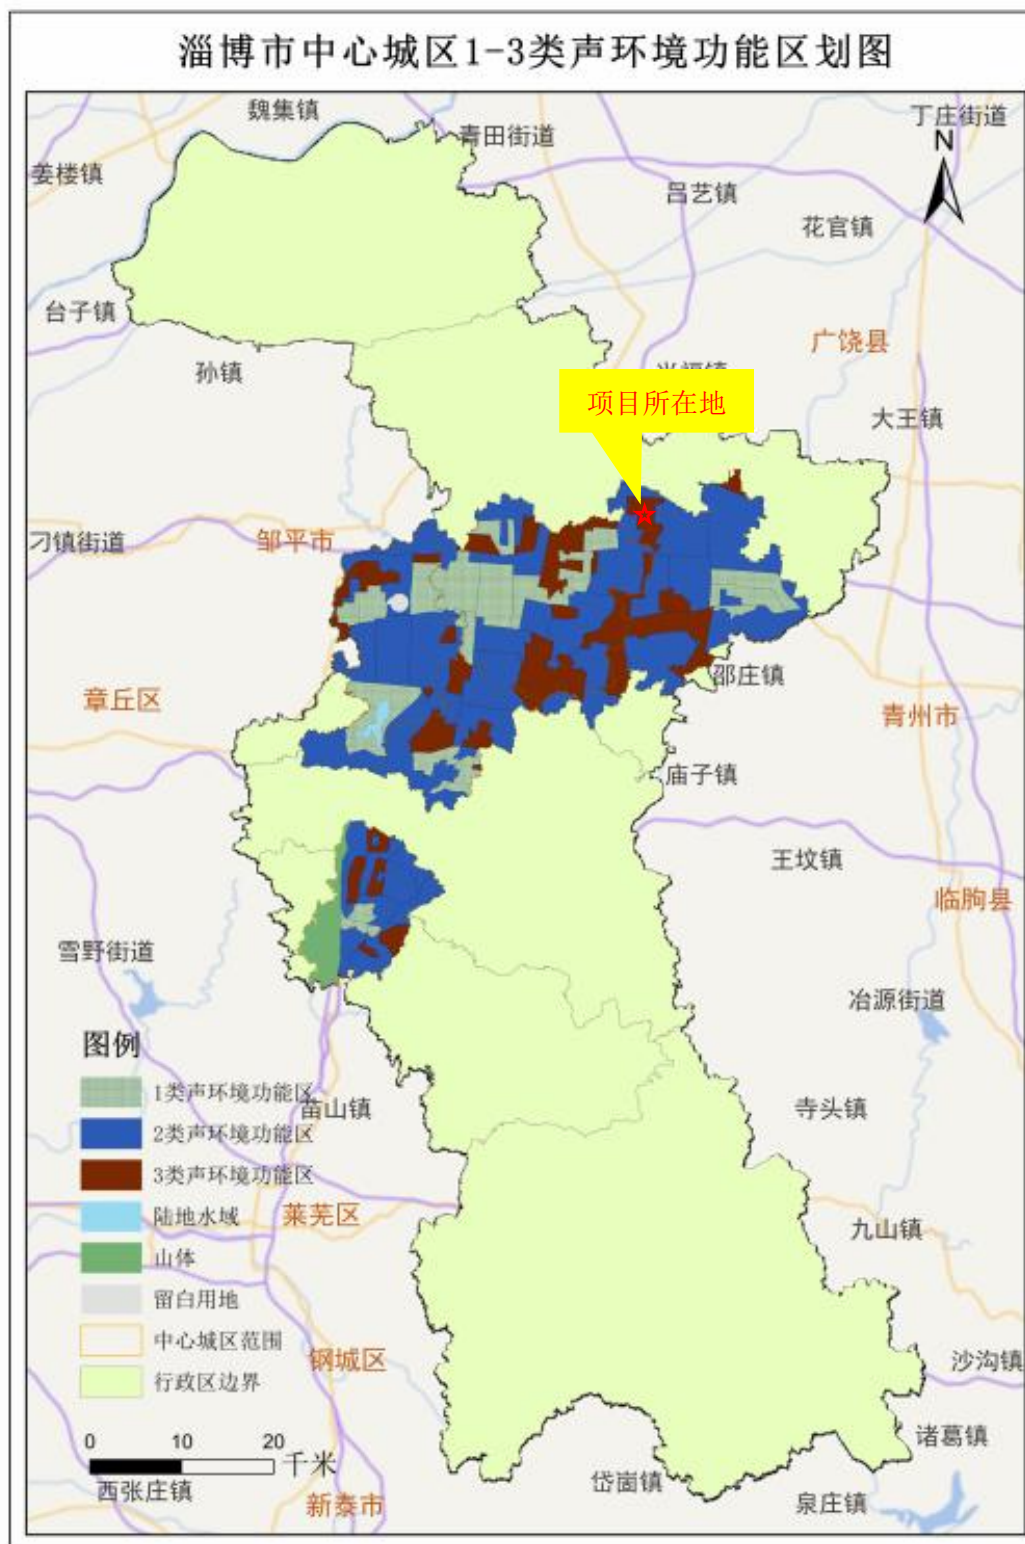 淄博市中心城区1-3类声环境功能区划图
魏集镇
丁庄街道
青田街道
N
姜楼镇
吕艺镇
花官镇
台子镇
广饶县
孙镇
项目所在地
大王镇
刁镇街道
邹平市
邵庄镇
章丘区
青州市
庙子镇
王坟镇
临朐县
雪野街道
冶源街道
图例
1类声环境功能区
苗山镇
寺头镇
2类声环境功能区
3类声环境功能区
陆地水域
莱芜区
九山镇
山体
留白用地
中心城区范围
钢城区
沙沟镇
行政区边界
诸葛镇
0 10 20
千米
西张庄镇
岱崮镇
新泰市
泉庄镇